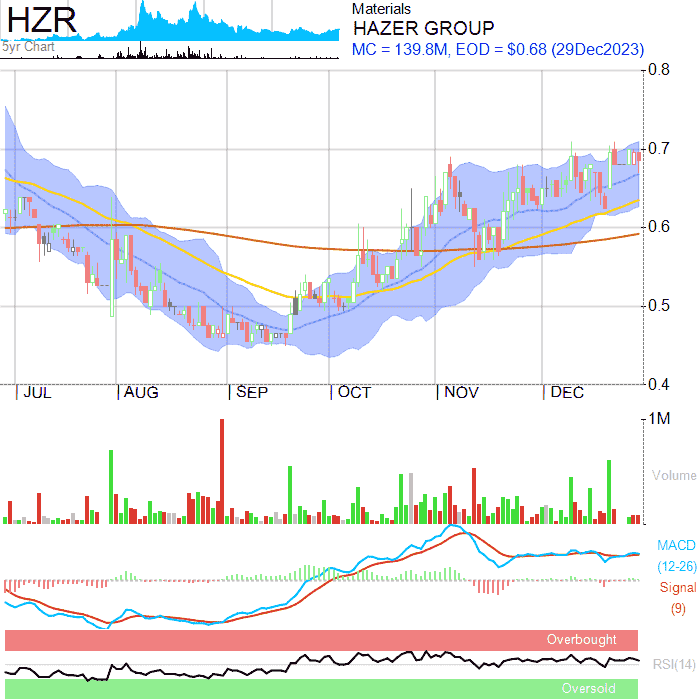 HZR
5yr Chart
Materials
HAZER GROUP
MC = 139.8M, EOD = $0.68 (29Dec2023)
0.8
0.7
0.6
0.5
0.4
JUL AUG SEP OCT NOV DEC
1M
Volume
MACD
(12-26)
Signal
(9)
Overbought
RSI(14)
Oversold